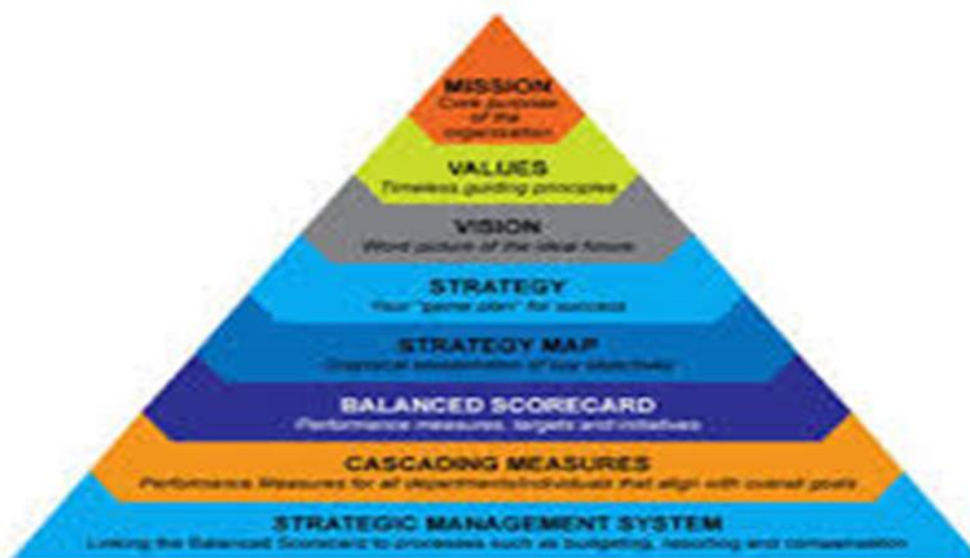 MISSION
Core purpose
of the
organization
VALUES
Timeless guiding principles
VISION
Word picture of the ideal future
STRATEGY
Your "game plan" for success
STRATEGY MAP
Graphical presentation of key objectives
BALANCED SCORECARD
Performance measures, targets and initiatives
CASCADING MEASURES
Performance Measures for all departments/individuals that align with overall goals
STRATEGIC MANAGEMENT SYSTEM
Linking the Balanced Scorecard to processes such as budgeting, reporting and compensation